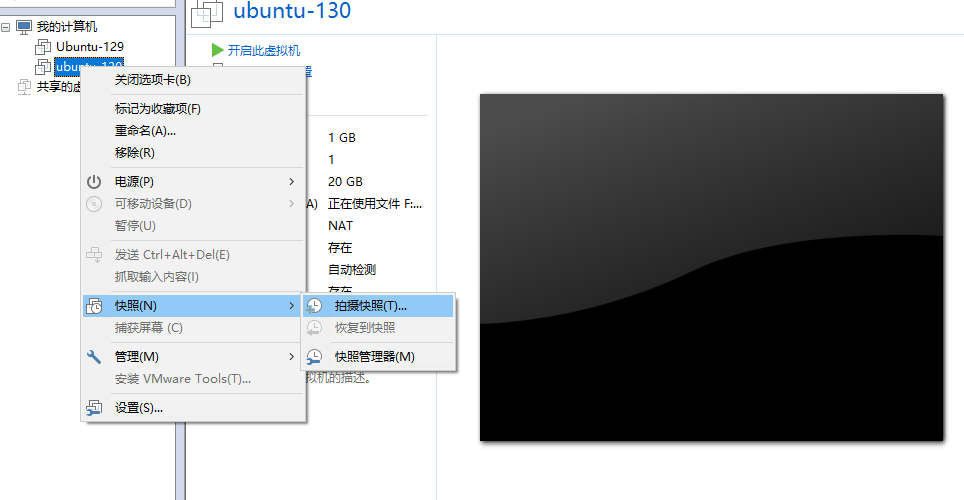 ubuntu-130
我的计算机
Ubuntu-129
共享的虚
开启此虚拟机
置
关闭选项卡(B)
标记为收藏项(F)
重命名(A)...
移除(R)
电源(P)
可移动设备(D)
暂停(U)
发送 Ctrl+Alt+Del(E)
抓取输入内容(I)
快照(N)
捕获屏幕 (C)
管理(M)
安装 VMware Tools(T)...
设置(S)...
1 GB
1
20 GB
A) 正在使用文件 F:...
NAT
存在
自动检测
存在
拍摄快照(T)...
恢复到快照
快照管理器(M)
拟机的描述。